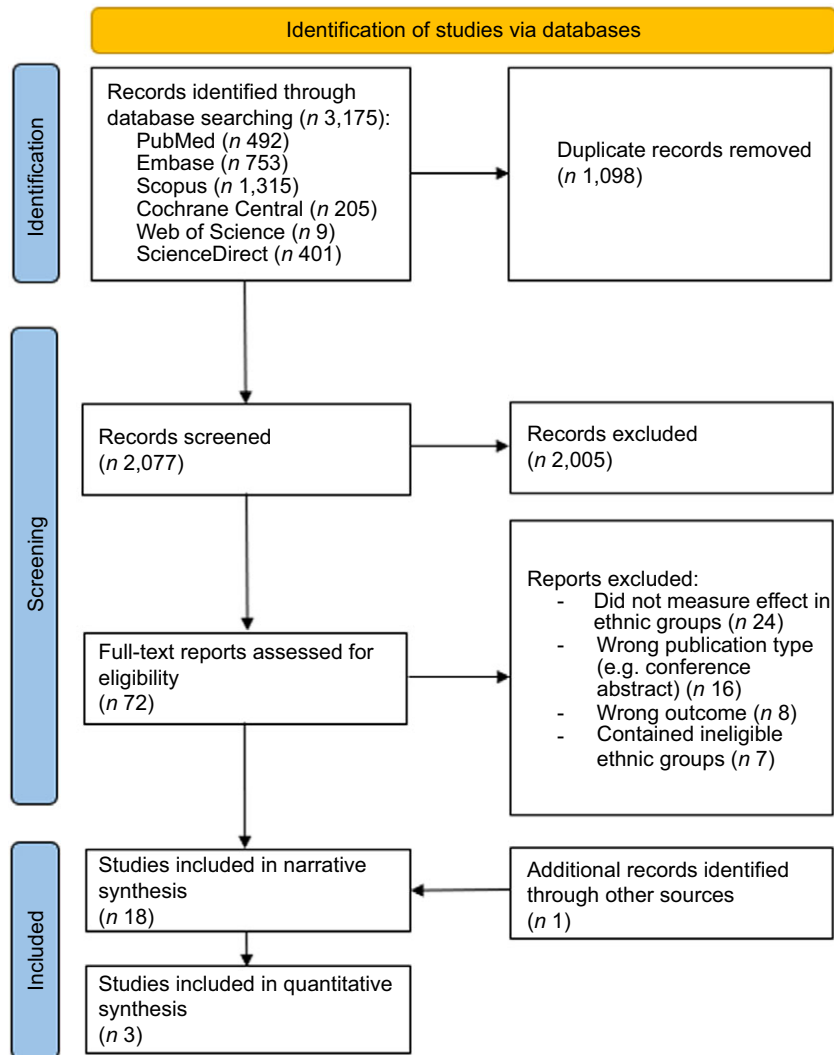 Identification of studies via databases
Identification
Records identified through
database searching (n 3,175):
PubMed (n 492)
Embase (n 753)
Scopus (n 1,315)
Cochrane Central (n 205)
Web of Science (n 9)
ScienceDirect (n 401)
Duplicate records removed
(n 1,098)
Screening
Records screened
(n 2,077)
Records excluded
(n 2,005)
Full-text reports assessed for
eligibility
(n 72)
Reports excluded:
- Did not measure effect in
ethnic groups (n 24)
- Wrong publication type
(e.g. conference
abstract) (n 16)
- Wrong outcome (n 8)
- Contained ineligible
ethnic groups (n 7)
Included
Studies included in narrative
synthesis
(n 18)
Additional records identified
through other sources
(n 1)
Studies included in quantitative
synthesis
(n 3)